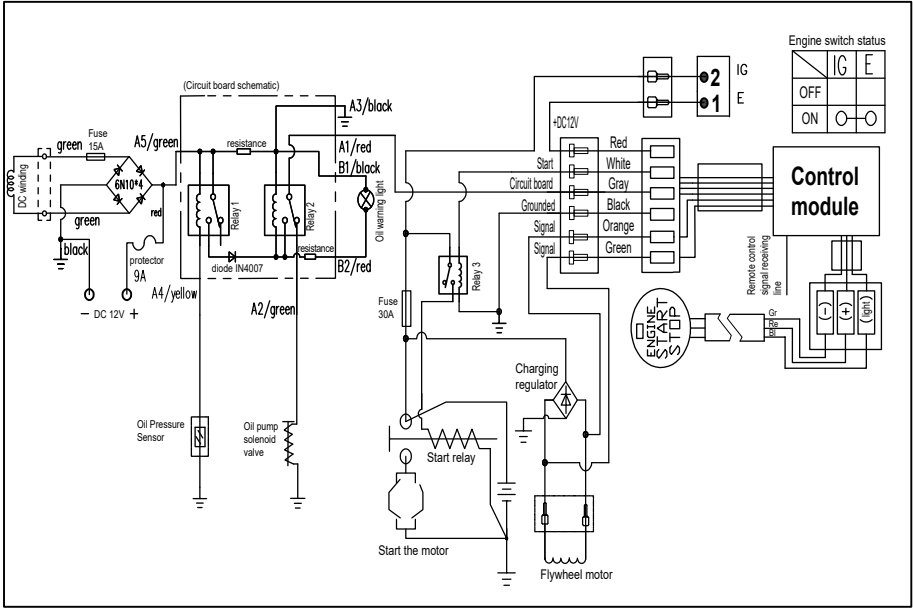 Engine switch status
IG E
OFF
ON
(Circuit board schematic)
A3/black
2 IG
1 E
Fuse
15A
green
A5/green
resistance
A1/red
B1/black
+DC12V
Red
Start
White
Circuit board
Gray
Grounded
Black
Signal
Orange
Signal
Green
Control
module
DC winding
6N10*4
green
red
Relay 1
Relay 2
Oil warning light
black
protector
9A
diode IN4007
resistance
B2/red
A4/yellow
A2/green
− DC 12V +
Relay 3
Fuse
30A
Remote control
signal receiving
line
ENGINE
START
STOP
Gr
Re
Bl
(-)
(+)
(light)
Charging
regulator
Oil Pressure
Sensor
Oil pump
solenoid
valve
Start relay
Start the motor
Flywheel motor